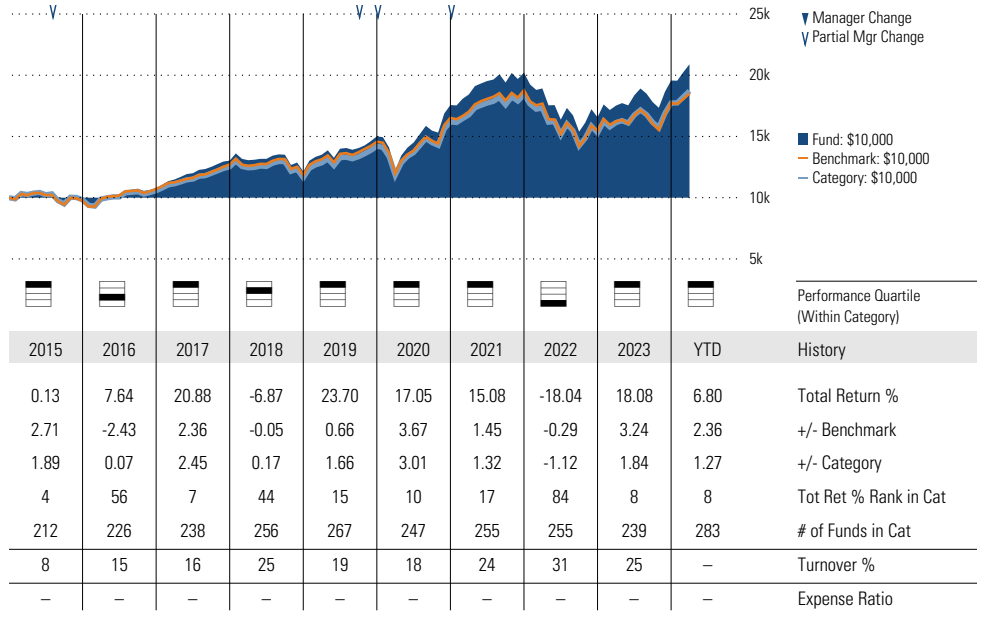 25k
Manager Change
Partial Mgr Change
20k
15k
Fund: $10,000
Benchmark: $10,000
Category: $10,000
10k
5k
Performance Quartile
(Within Category)
2015 2016 2017 2018 2019 2020 2021 2022 2023 YTD History
0.13 7.64 20.88 -6.87 23.70 17.05 15.08 -18.04 18.08 6.80 Total Return %
2.71 -2.43 2.36 -0.05 0.66 3.67 1.45 -0.29 3.24 2.36 +/- Benchmark
1.89 0.07 2.45 0.17 1.66 3.01 1.32 -1.12 1.84 1.27 +/- Category
4 56 7 44 15 10 17 84 8 8 Tot Ret % Rank in Cat
212 226 238 256 267 247 255 255 239 283 # of Funds in Cat
8 15 16 25 19 18 24 31 25 – Turnover %
– – – – – – – – – – Expense Ratio